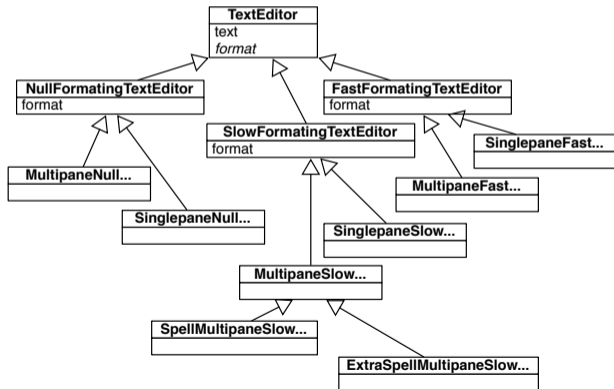 TextEditor
text
format
NullFormatingTextEditor
format
FastFormatingTextEditor
format
SlowFormatingTextEditor
format
SinglepaneFast...
MultipaneNull...
MultipaneFast...
SinglepaneNull...
SinglepaneSlow...
MultipaneSlow...
SpellMultipaneSlow...
ExtraSpellMultipaneSlow...